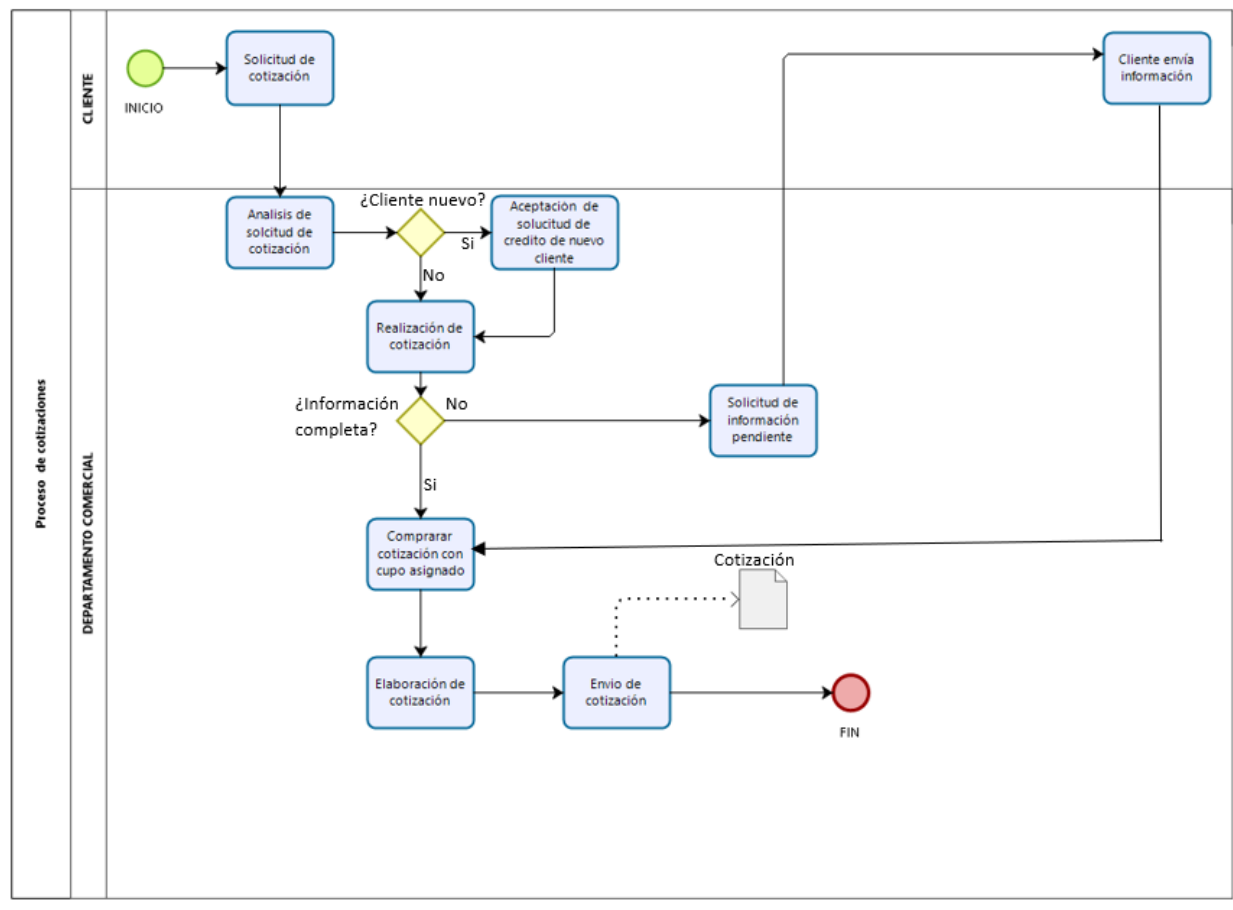 Proceso de cotizaciones
CLIENTE
INICIO
Solicitud de
cotización
Cliente envía
información
DEPARTAMENTO COMERCIAL
Analisis de
solcitud de
cotización
¿Cliente nuevo?
Si
No
Aceptación de
solucitud de
credito de nuevo
cliente
Realización de
cotización
¿Información
completa?
No
Si
Solicitud de
información
pendiente
Comprarar
cotización con
cupo asignado
Cotización
Elaboración de
cotización
Envio de
cotización
FIN